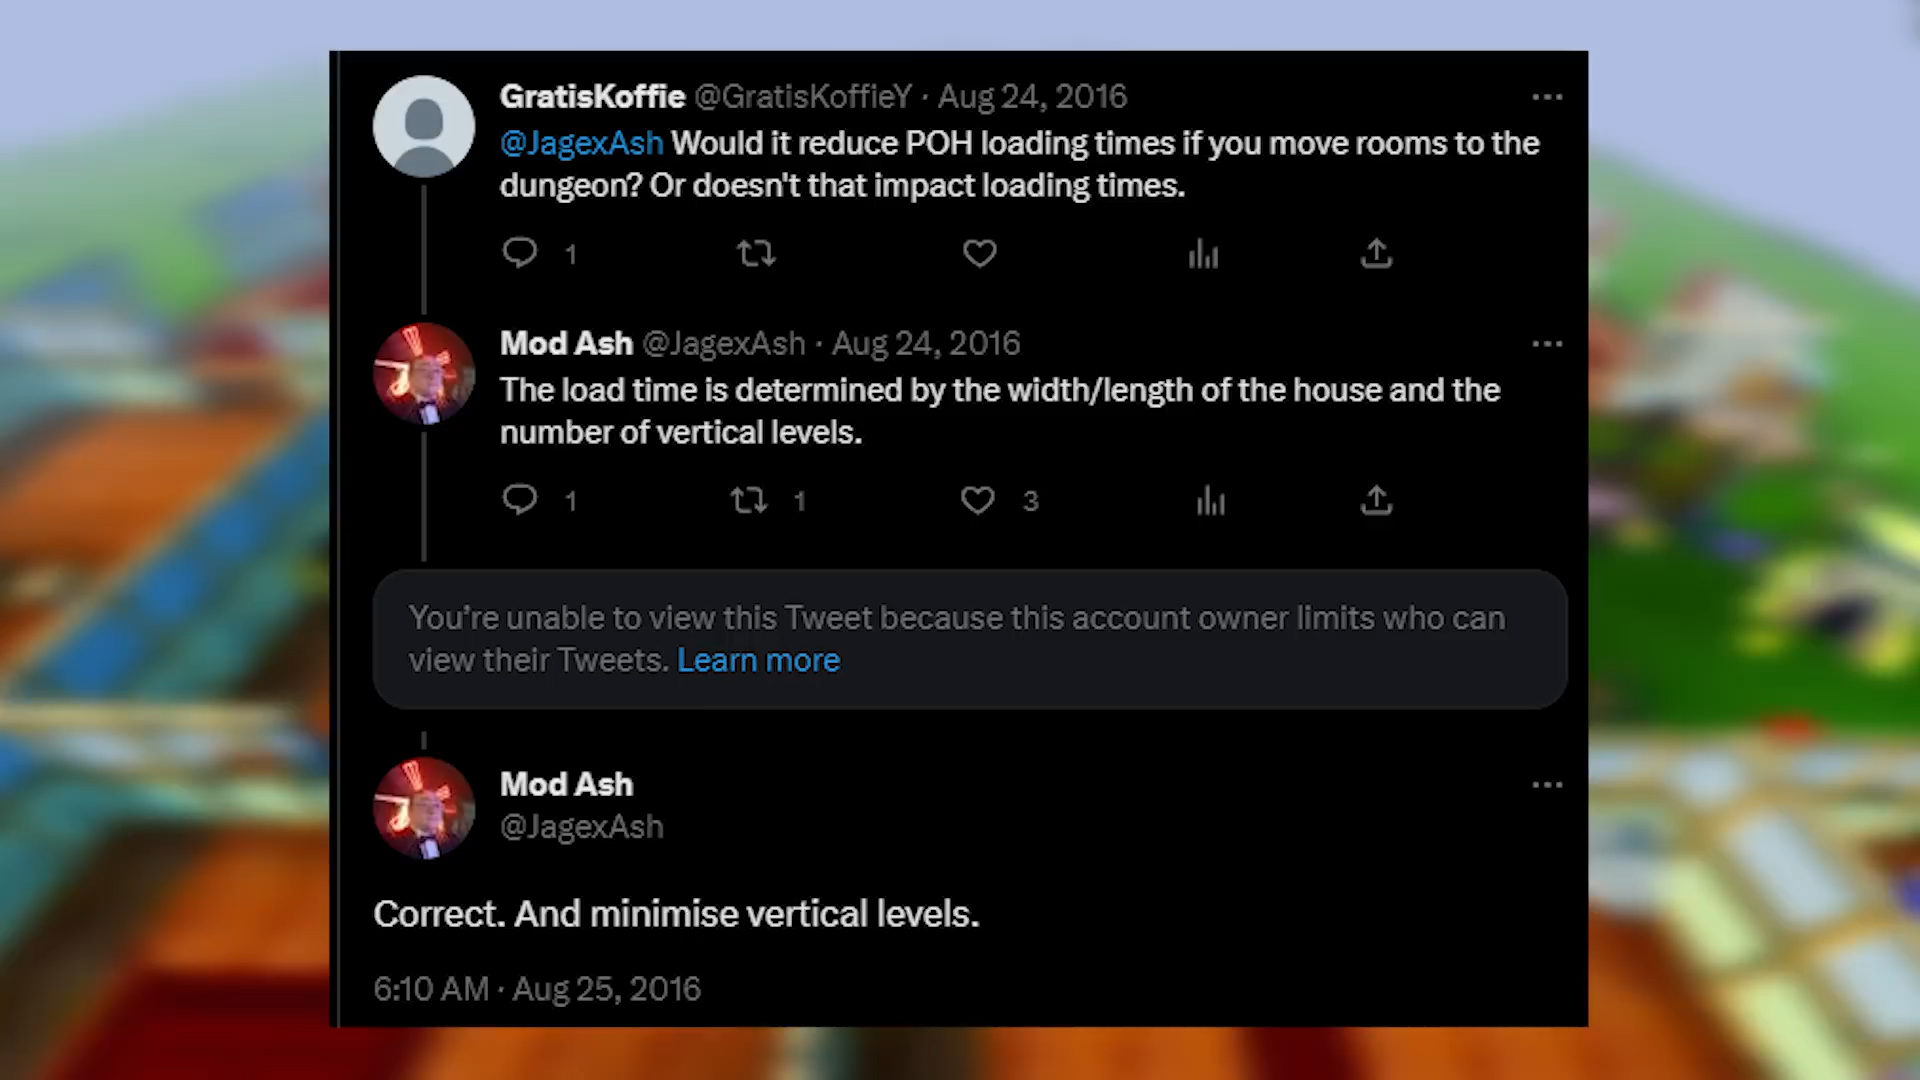 GratisKoffie @GratisKoffieY · Aug 24, 2016
@JagexAsh Would it reduce POH loading times if you move rooms to the
dungeon? Or doesn't that impact loading times.
1
Mod Ash @JagexAsh · Aug 24, 2016
The load time is determined by the width/length of the house and the
number of vertical levels.
1 1 3
You’re unable to view this Tweet because this account owner limits who can
view their Tweets. Learn more
Mod Ash
@JagexAsh
Correct. And minimise vertical levels.
6:10 AM · Aug 25, 2016